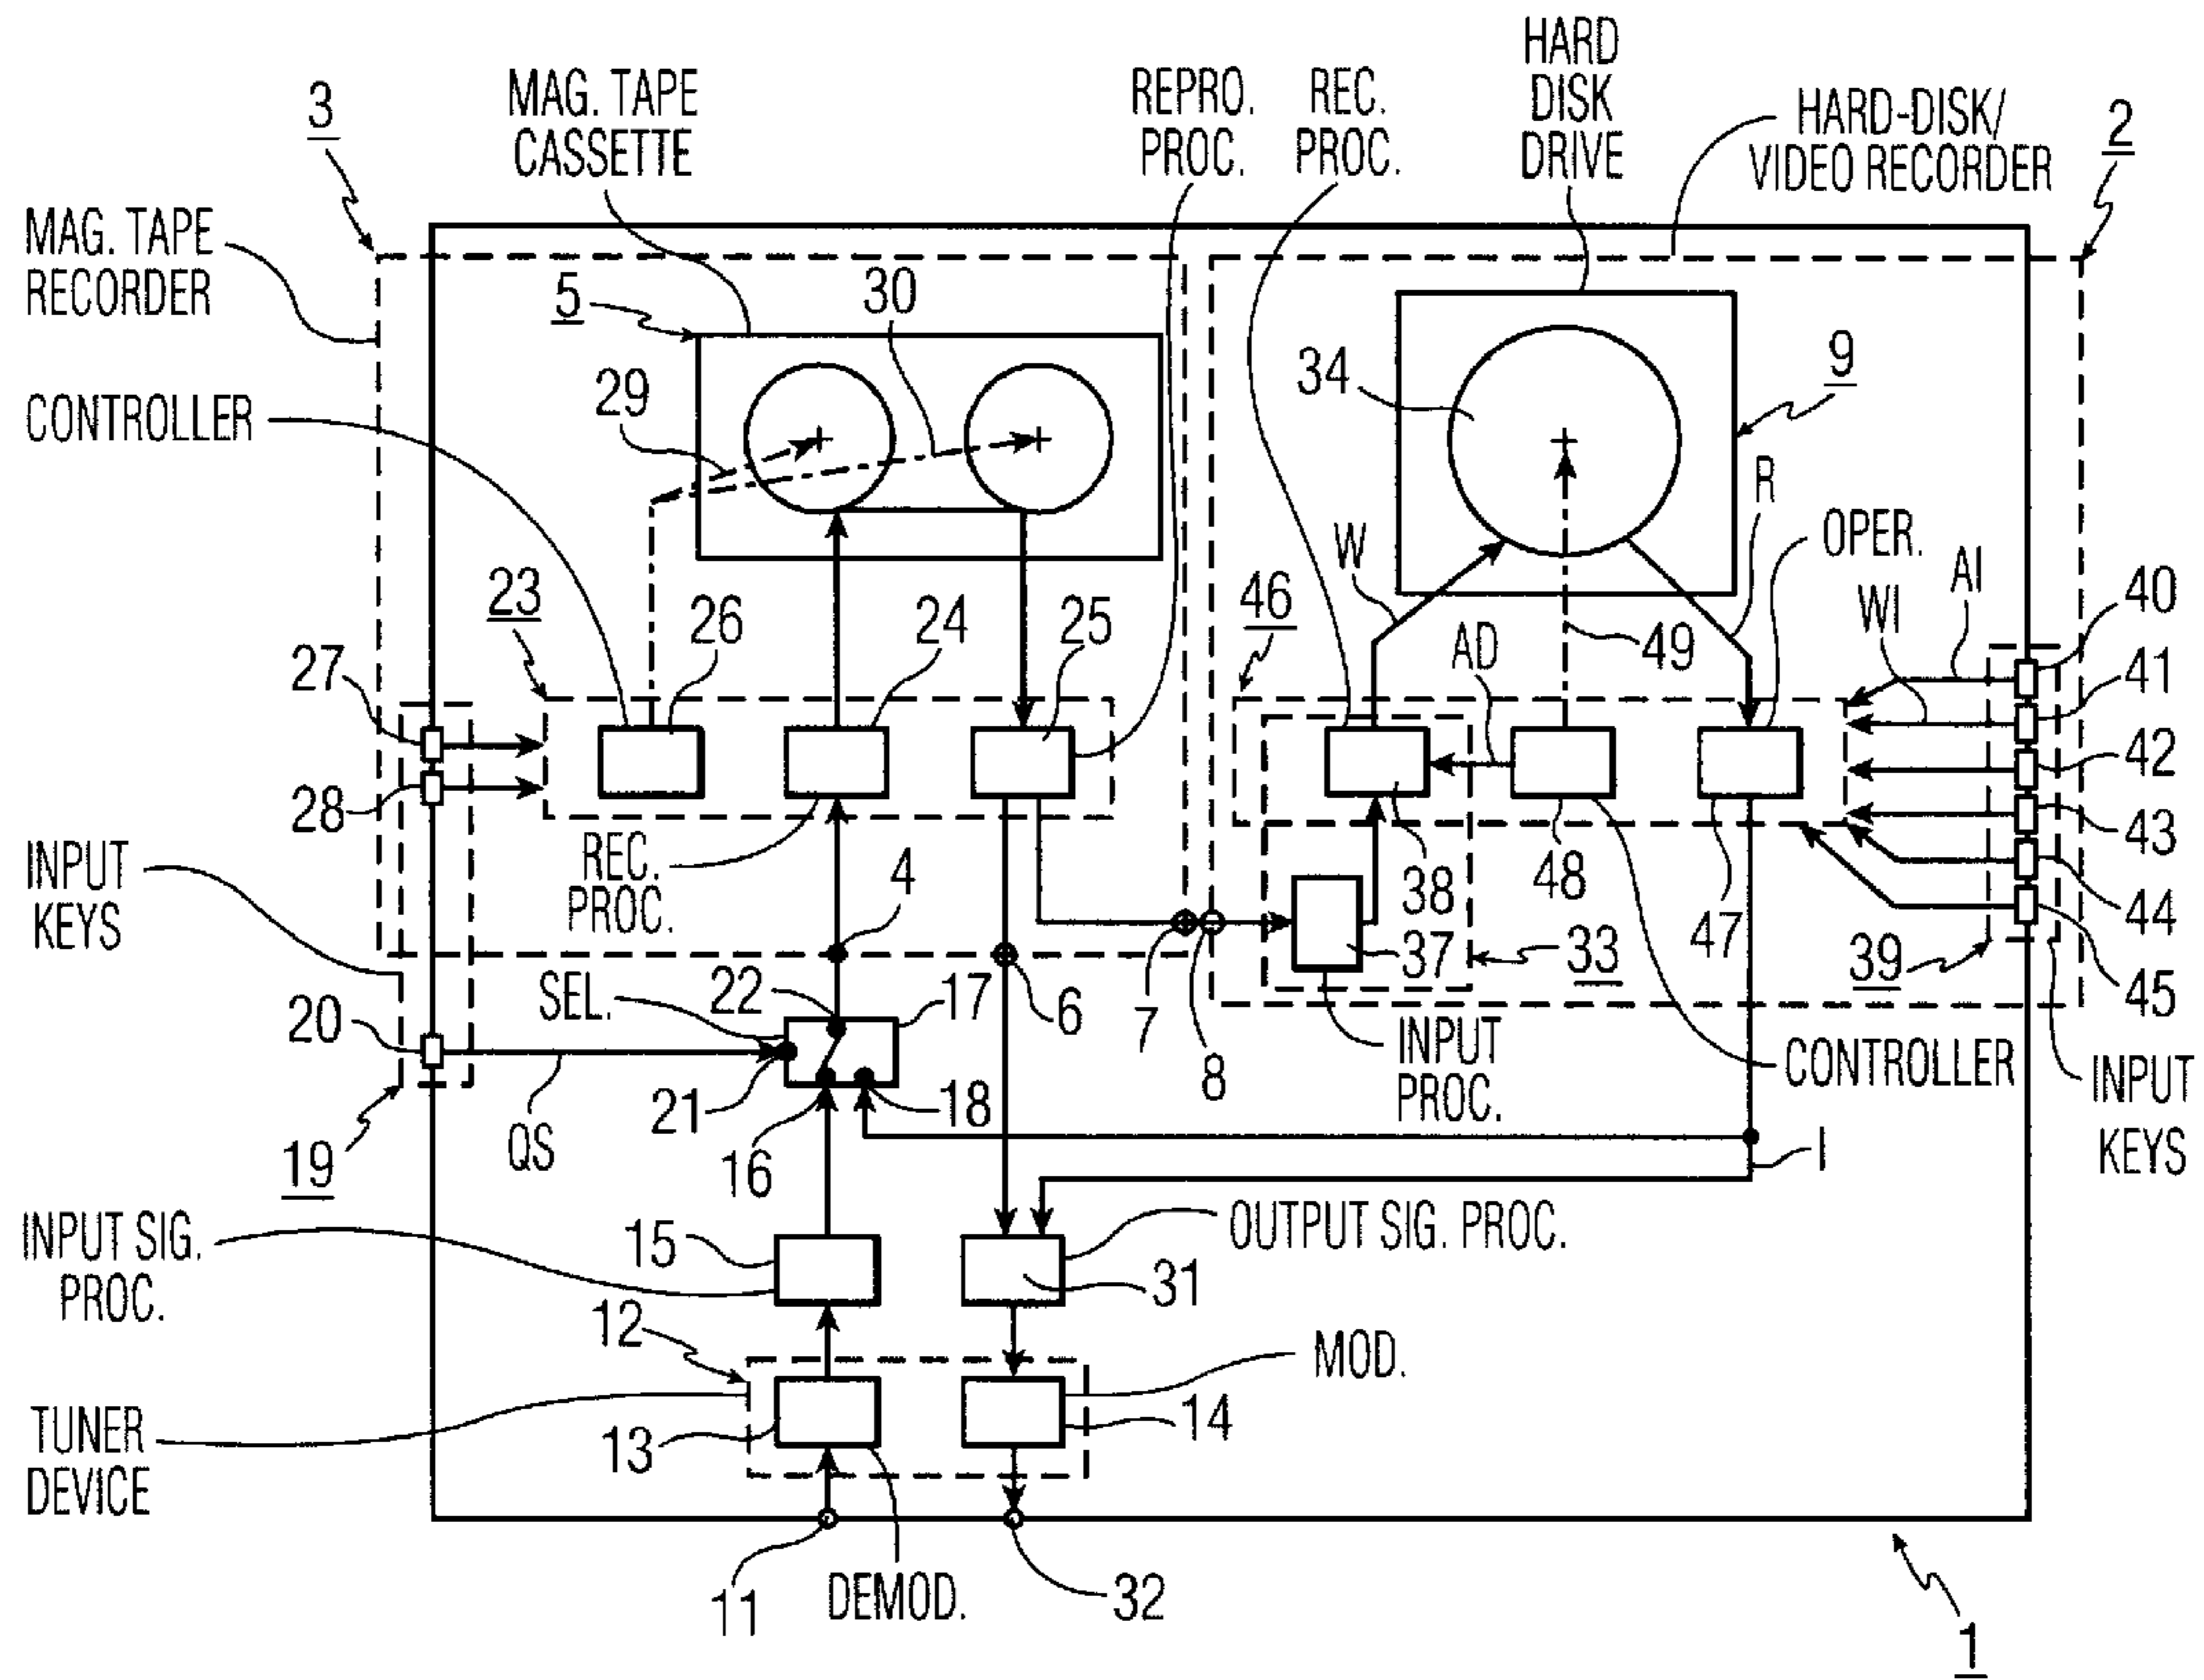 HARD
DISK
DRIVE
MAG. TAPE
CASSETTE
REPRO.
PROC.
REC.
PROC.
HARD-DISK/
VIDEO RECORDER
3
2
MAG. TAPE
RECORDER
5
30
9
34
29
CONTROLLER
R
W
OPER.
AI
WI
40
23
26
24
25
46
AD
49
41
27
42
28
43
REC.
PROC.
4
38
48
47
44
INPUT
KEYS
37
33
39
45
SEL.
22
17
6
7
8
INPUT
PROC.
CONTROLLER
INPUT
KEYS
20
21
18
QS
16
19
I
INPUT SIG.
PROC.
15
31
OUTPUT SIG. PROC.
12
MOD.
TUNER
DEVICE
13
14
11
DEMOD.
32
1